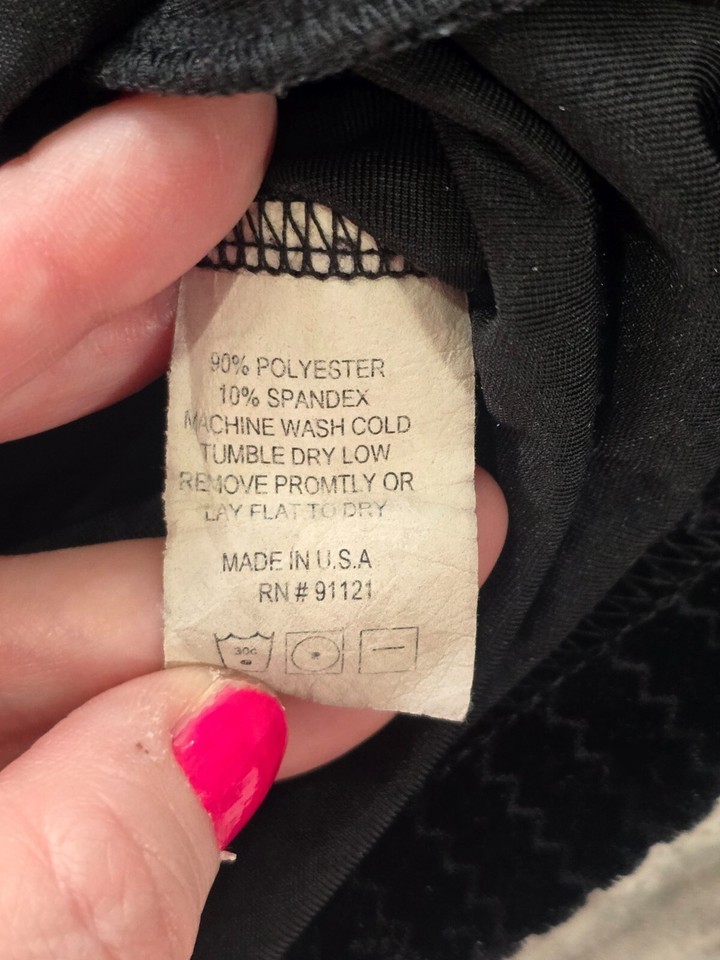 90% POLYESTER
10% SPANDEX
MACHINE WASH COLD
TUMBLE DRY LOW
REMOVE PROMTLY OR
LAY FLAT TO DRY
MADE IN U.S.A
RN # 91121
30c